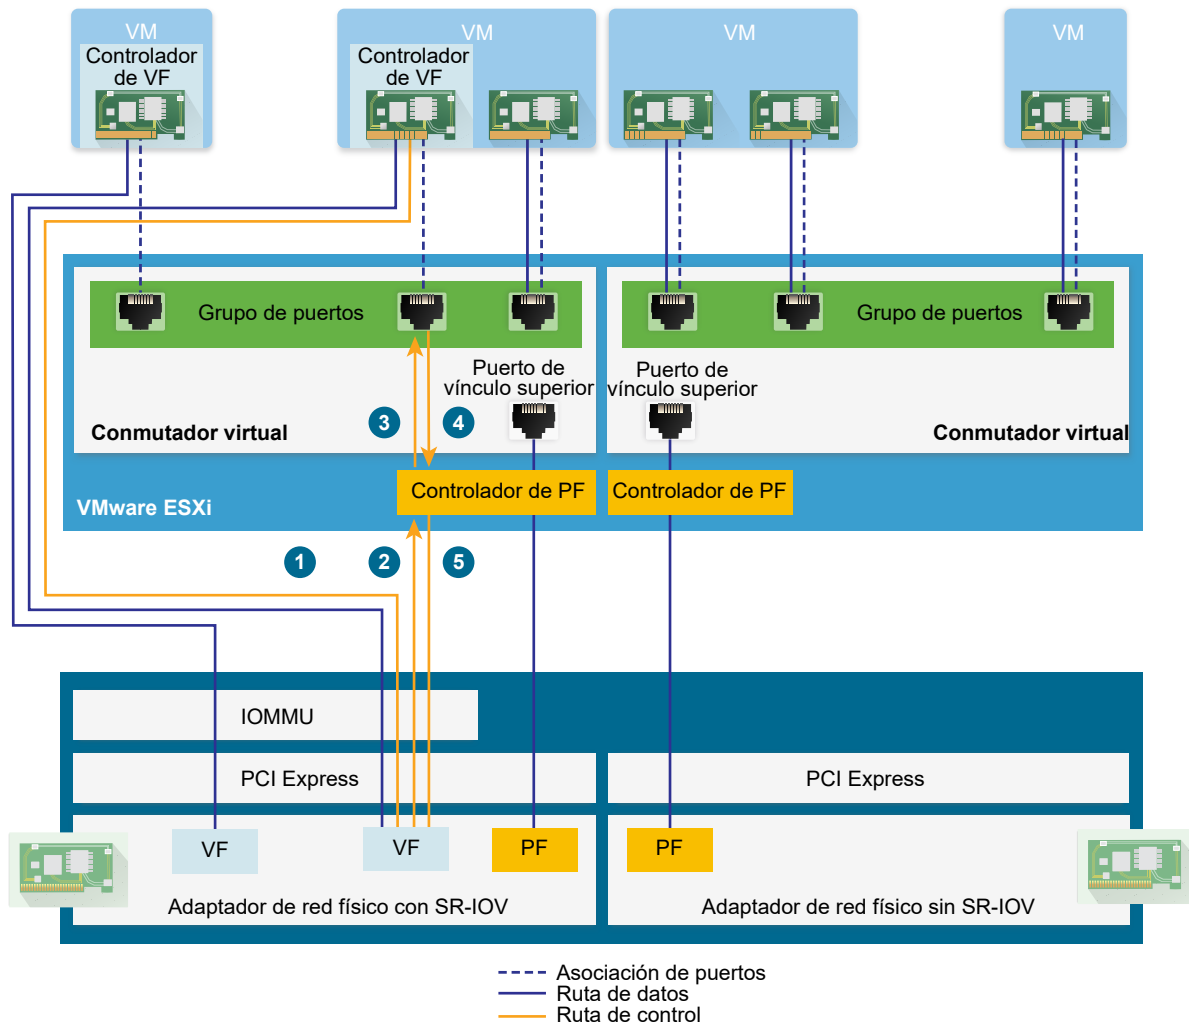 VM
VM
VM
VM
Controlador
de VF
Controlador
de VF
Grupo de puertos
Grupo de puertos
Puerto de
vínculo superior
Puerto de
vínculo superior
3
4
Conmutador virtual
Conmutador virtual
Controlador de PF
Controlador de PF
VMware ESXi
1
2
5
IOMMU
PCI Express
PCI Express
VF
VF
PF
PF
Adaptador de red físico con SR-IOV
Adaptador de red físico sin SR-IOV
Asociación de puertos
Ruta de datos
Ruta de control